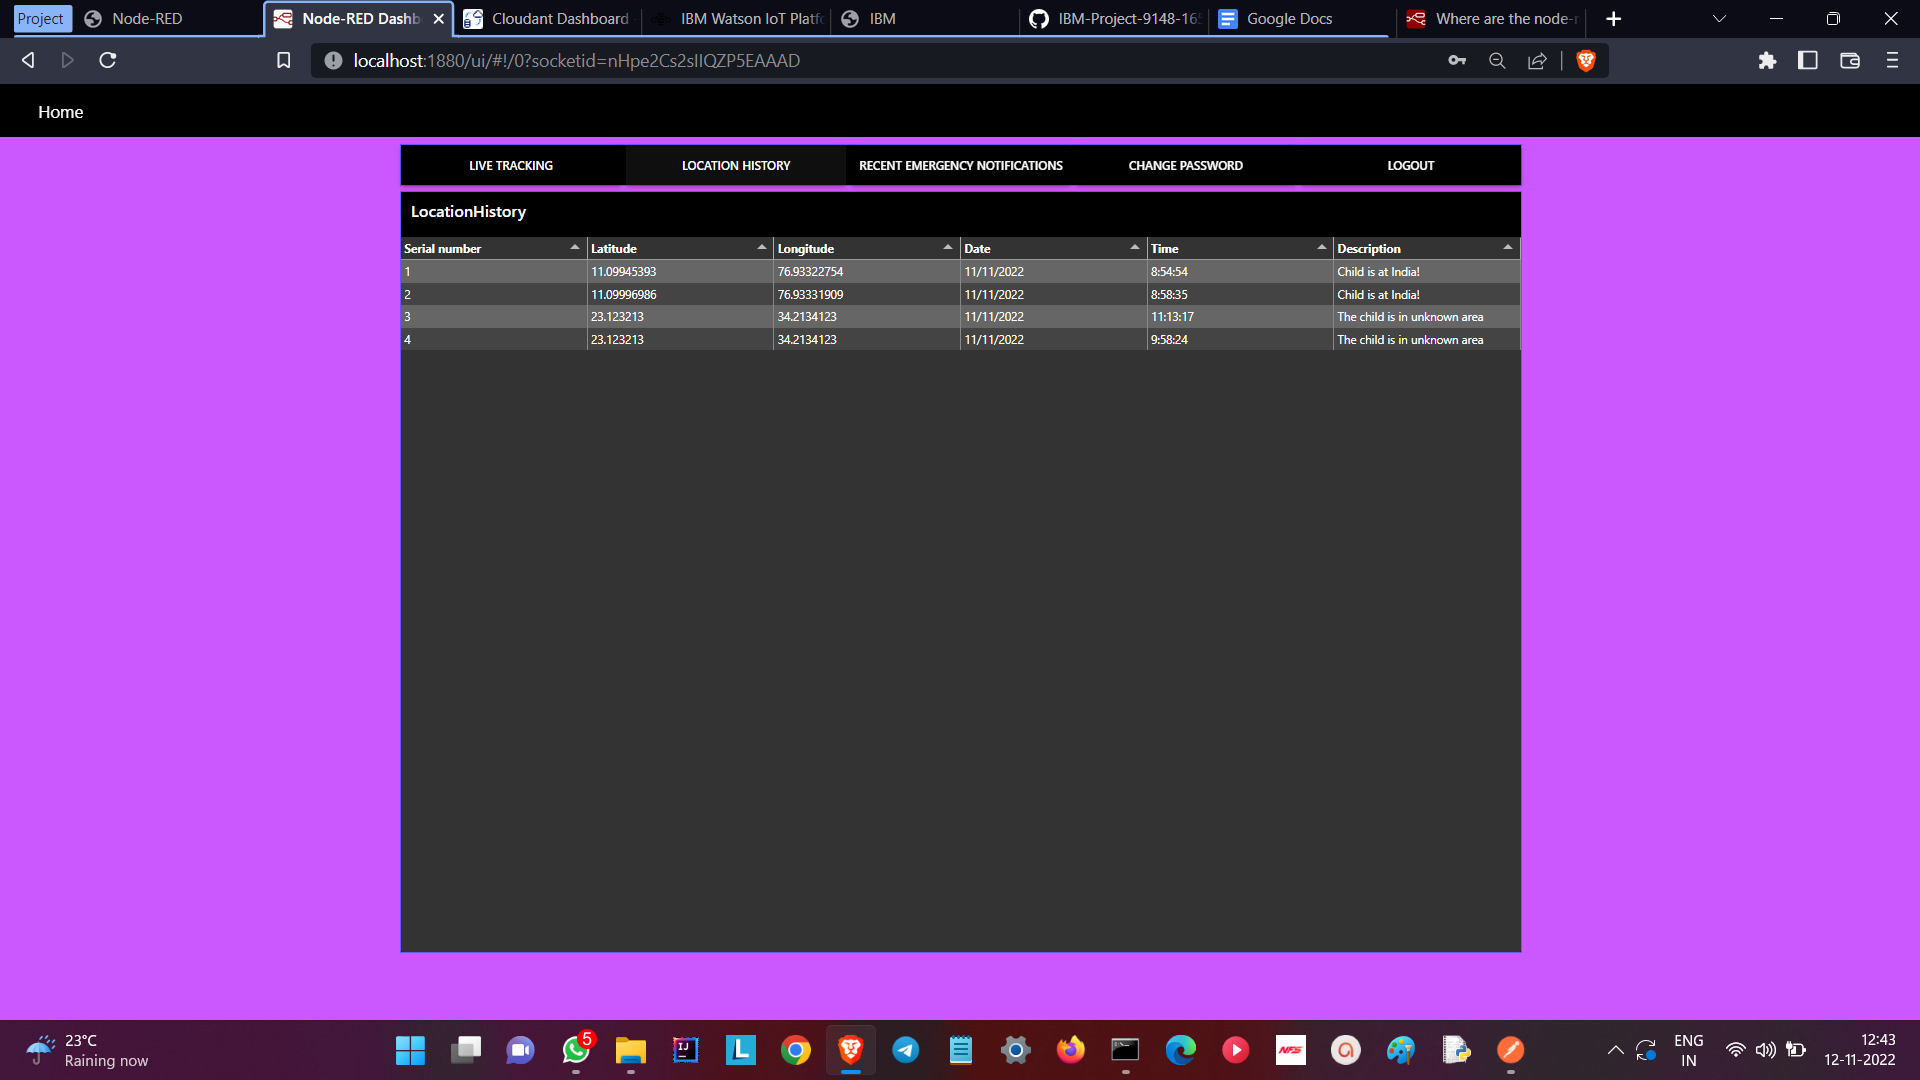 Project Node-RED Node-RED Dashb Cloudant Dashboard IBM Watson IoT Platfo IBM IBM-Project-9148-165 Google Docs Where are the node-r
localhost:1880/ui/#!/0?socketid=nHpe2Cs2sIIQZP5EAAAD
Home
LIVE TRACKING LOCATION HISTORY RECENT EMERGENCY NOTIFICATIONS CHANGE PASSWORD LOGOUT
LocationHistory
Serial number Latitude Longitude Date Time Description
1 11.09945393 76.93322754 11/11/2022 8:54:54 Child is at India!
2 11.09996986 76.93331909 11/11/2022 8:58:35 Child is at India!
3 23.123213 34.2134123 11/11/2022 11:13:17 The child is in unknown area
4 23.123213 34.2134123 11/11/2022 9:58:24 The child is in unknown area
23°C
Raining now
5
IJ
L
NFS
ENG
IN
12:43
12-11-2022